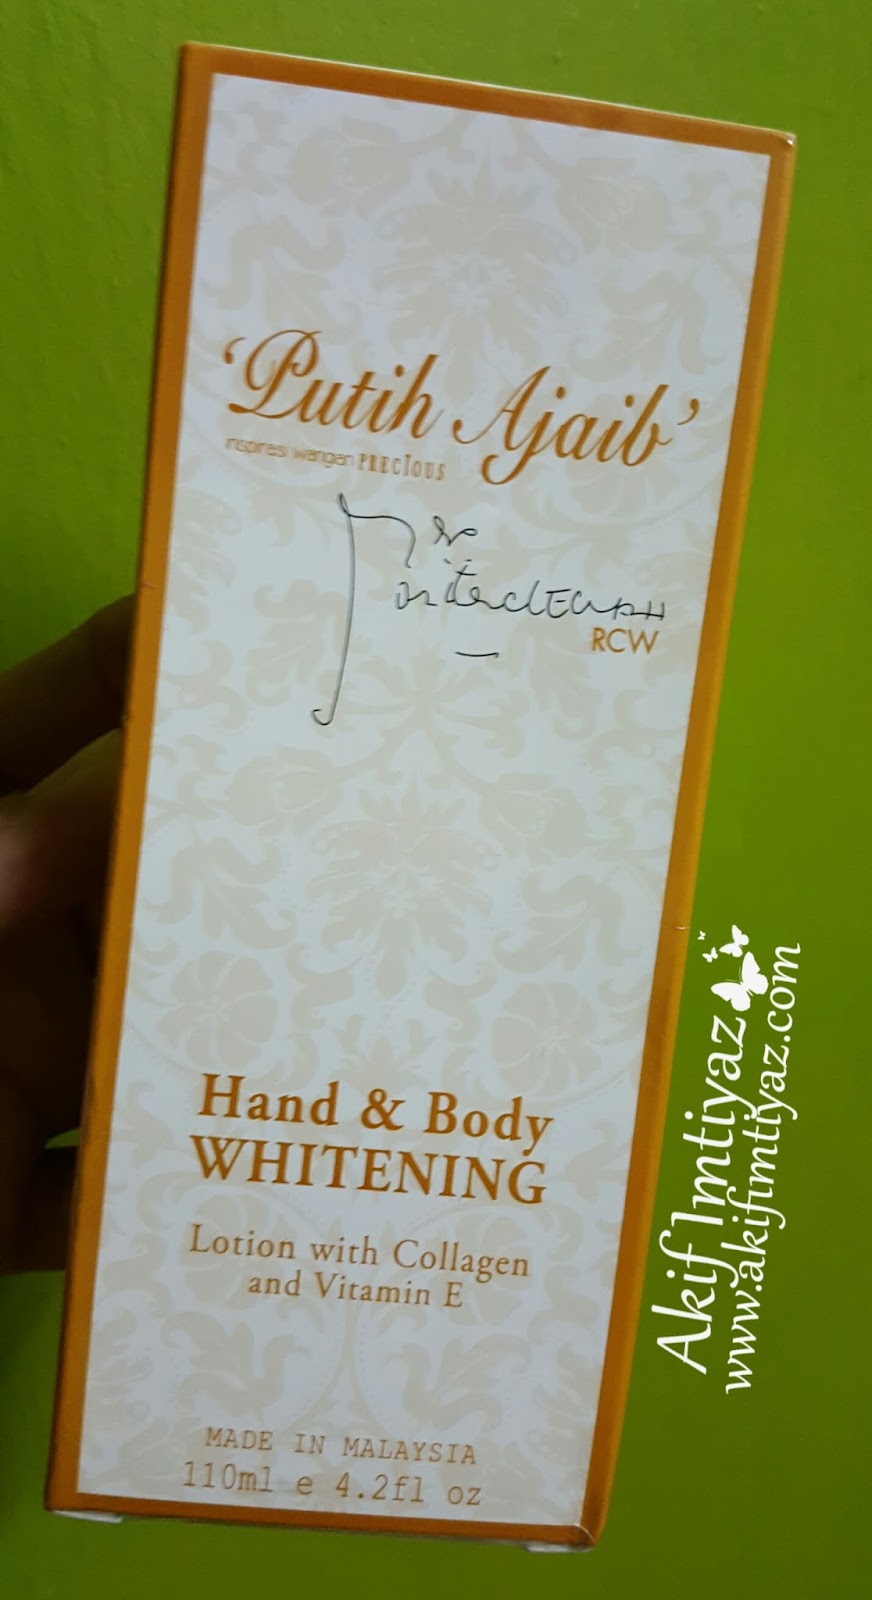 'Putih Ajaib'
inspirasi wangian PRECIOUS
RCW
Hand & Body
WHITENING
Lotion with Collagen
and Vitamin E
MADE IN MALAYSIA
110ml e 4.2fl oz
Akif Imtiyaz
www.akifimtiyaz.com